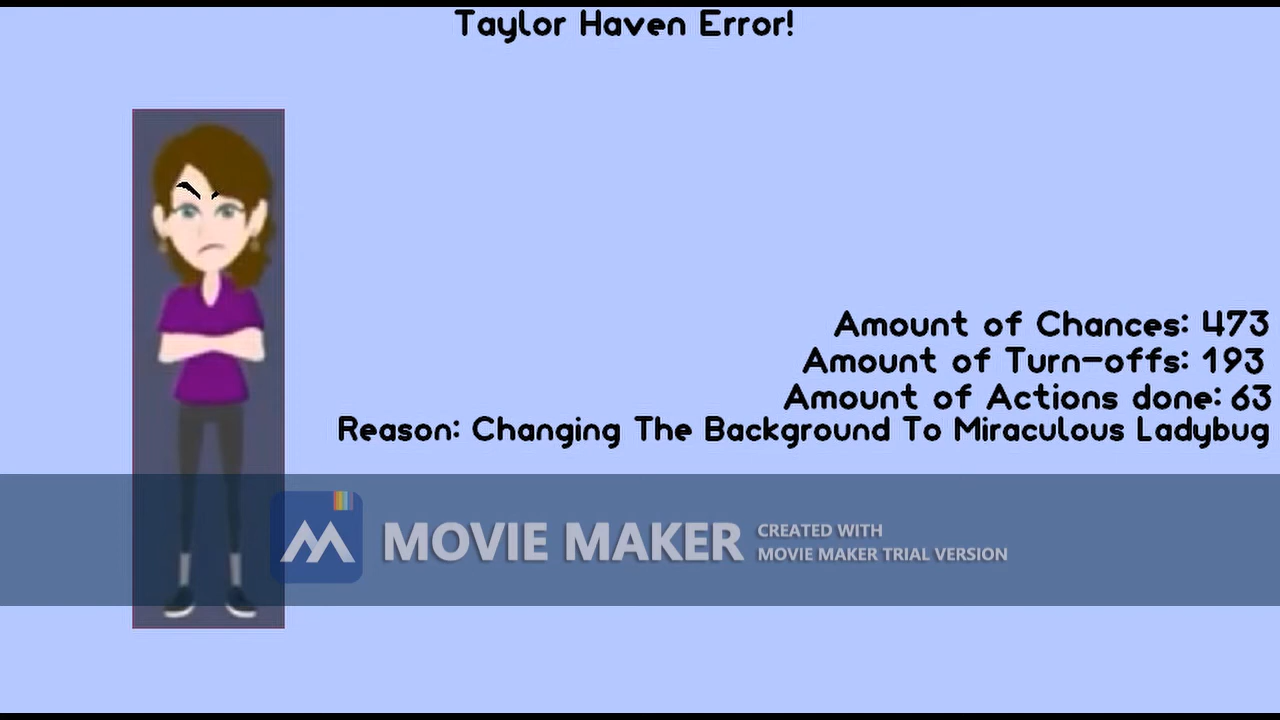 Taylor Haven Error!
Amount of Chances: 473
Amount of Turn-offs: 193
Amount of Actions done: 63
Reason: Changing The Background To Miraculous Ladybug
MOVIE MAKER
CREATED WITH
MOVIE MAKER TRIAL VERSION